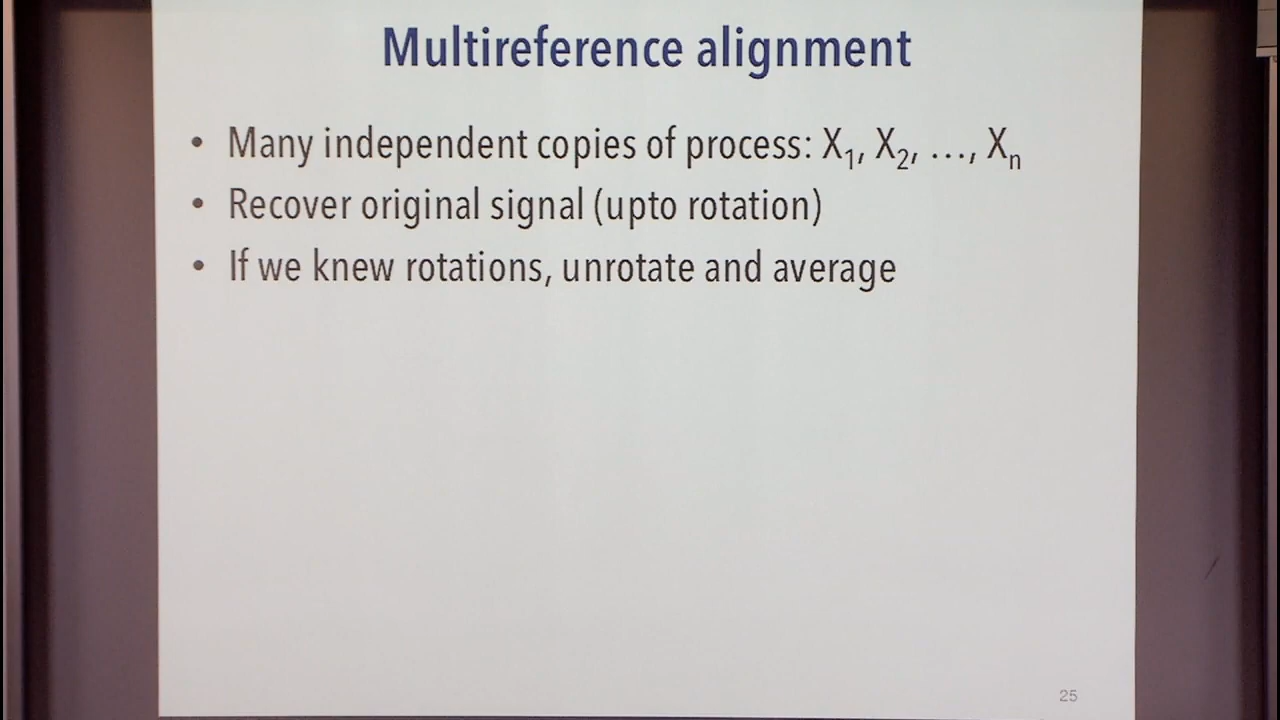 Multireference alignment
• Many independent copies of process: X₁, X₂, …, Xₙ
• Recover original signal (upto rotation)
• If we knew rotations, unrotate and average
25